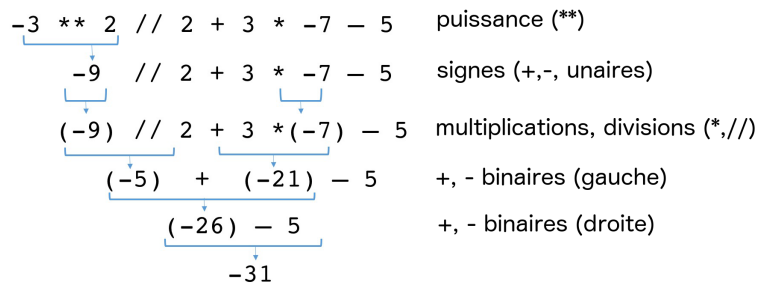 -3 ** 2 // 2 + 3 * -7 – 5 puissance (**)
-9 // 2 + 3 * -7 – 5 signes (+,-, unaires)
(-9) // 2 + 3 *(-7) – 5 multiplications, divisions (*,//)
(-5) + (-21) – 5 +, - binaires (gauche)
(-26) – 5 +, - binaires (droite)
-31